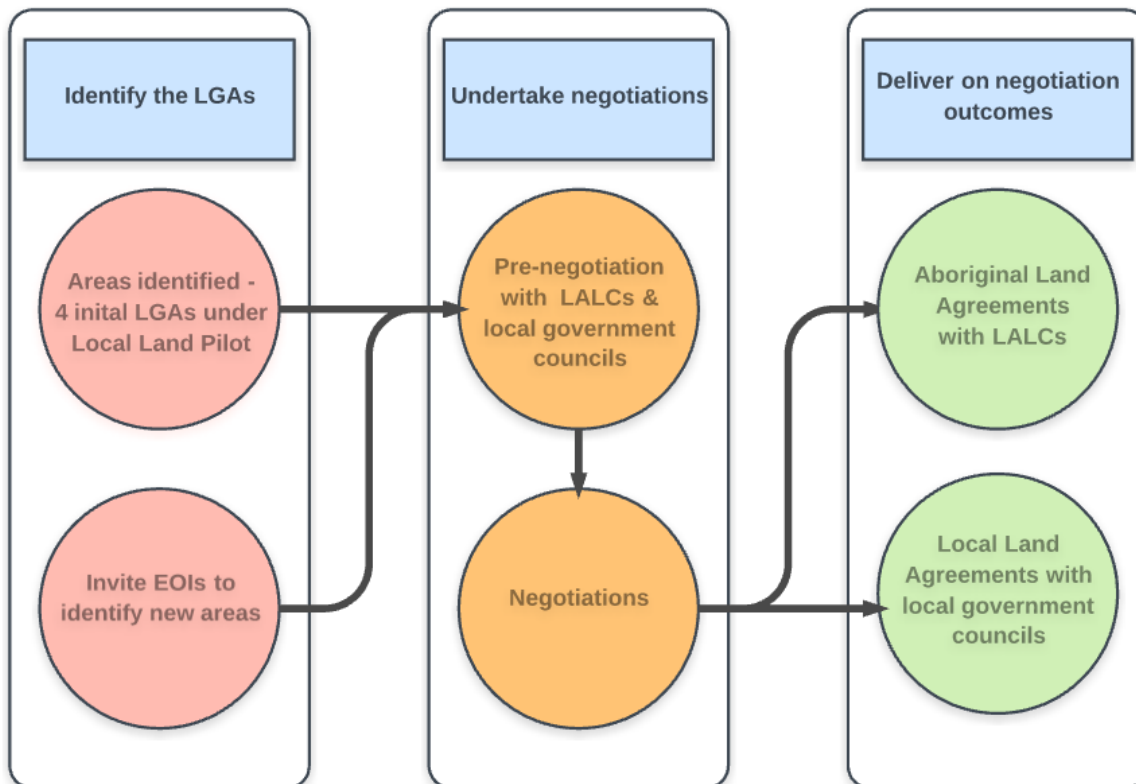 Identify the LGAs
Areas identified -
4 inital LGAs under
Local Land Pilot
Invite EOIs to
identify new areas
Undertake negotiations
Pre-negotiation
with LALCs &
local government
councils
Negotiations
Deliver on negotiation
outcomes
Aboriginal Land
Agreements
with LALCs
Local Land
Agreements with
local government
councils